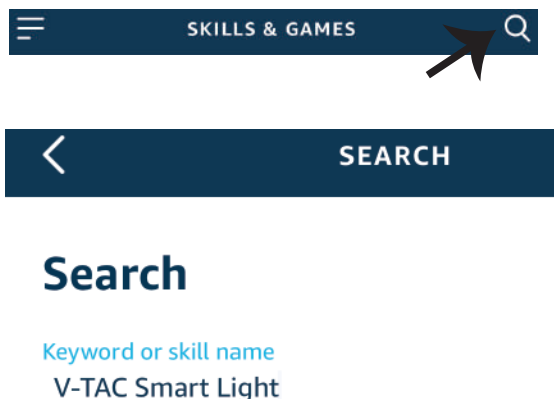 SKILLS & GAMES
SEARCH
Search
Keyword or skill name
V-TAC Smart Light